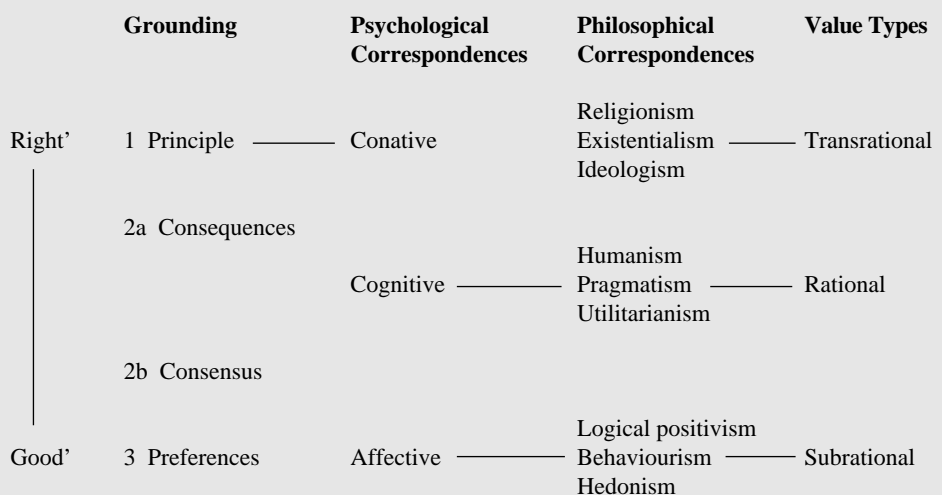 Grounding Psychological Correspondences Philosophical Correspondences Value Types
Religionism
Right’ 1 Principle Conative Existentialism Transrational
Ideologism
2a Consequences
Humanism
Cognitive Pragmatism Rational
Utilitarianism
2b Consensus
Logical positivism
Good’ 3 Preferences Affective Behaviourism Subrational
Hedonism